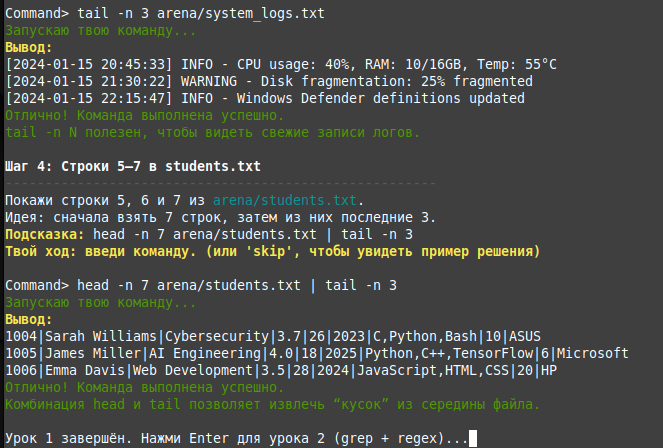 Command> tail -n 3 arena/system_logs.txt
Запускаю твою команду...
Вывод:
[2024-01-15 20:45:33] INFO - CPU usage: 40%, RAM: 10/16GB, Temp: 55°C
[2024-01-15 21:30:22] WARNING - Disk fragmentation: 25% fragmented
[2024-01-15 22:15:47] INFO - Windows Defender definitions updated
Отлично! Команда выполнена успешно.
tail -n N полезен, чтобы видеть свежие записи логов.
Шаг 4: Строки 5–7 в students.txt
------------------------------------------------------
Покажи строки 5, 6 и 7 из arena/students.txt.
Идея: сначала взять 7 строк, затем из них последние 3.
Подсказка: head -n 7 arena/students.txt | tail -n 3
Твой ход: введи команду. (или 'skip', чтобы увидеть пример решения)
Command> head -n 7 arena/students.txt | tail -n 3
Запускаю твою команду...
Вывод:
1004|Sarah Williams|Cybersecurity|3.7|26|2023|C,Python,Bash|10|ASUS
1005|James Miller|AI Engineering|4.0|18|2025|Python,C++,TensorFlow|6|Microsoft
1006|Emma Davis|Web Development|3.5|28|2024|JavaScript,HTML,CSS|20|HP
Отлично! Команда выполнена успешно.
Комбинация head и tail позволяет извлечь “кусок” из середины файла.
Урок 1 завершён. Нажми Enter для урока 2 (grep + regex)...